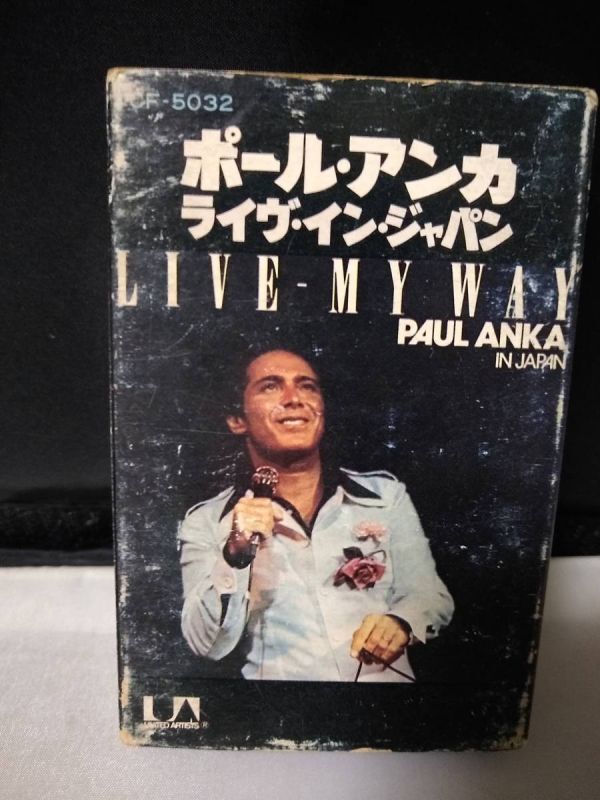 CF-5032
ポール・アンカ
ライヴ・イン・ジャパン
LIVE-MY WAY
PAUL ANKA
IN JAPAN
UA
UNITED ARTISTS ®